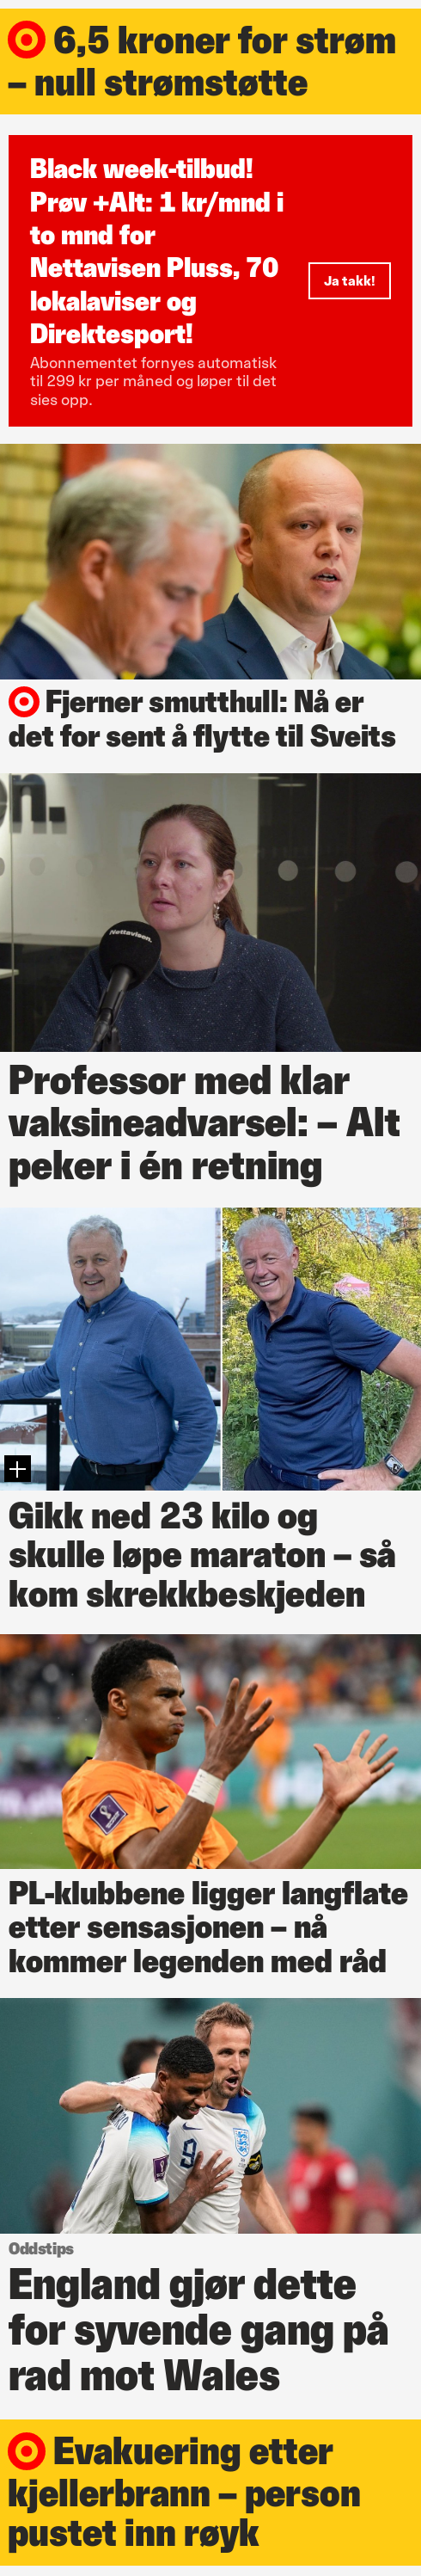 6,5 kroner for strøm
– null strømstøtte
Black week-tilbud!
Prøv +Alt: 1 kr/mnd i
to mnd for
Nettavisen Pluss, 70
lokalaviser og
Direktesport!
Abonnementet fornyes automatisk
til 299 kr per måned og løper til det
sies opp.
Ja takk!
Fjerner smutthull: Nå er
det for sent å flytte til Sveits
n.
Nettavisen.
Professor med klar
vaksineadvarsel: – Alt
peker i én retning
Gikk ned 23 kilo og
skulle løpe maraton – så
kom skrekkbeskjeden
PL-klubbene ligger langflate
etter sensasjonen – nå
kommer legenden med råd
9
Oddstips
England gjør dette
for syvende gang på
rad mot Wales
Evakuering etter
kjellerbrann – person
pustet inn røyk